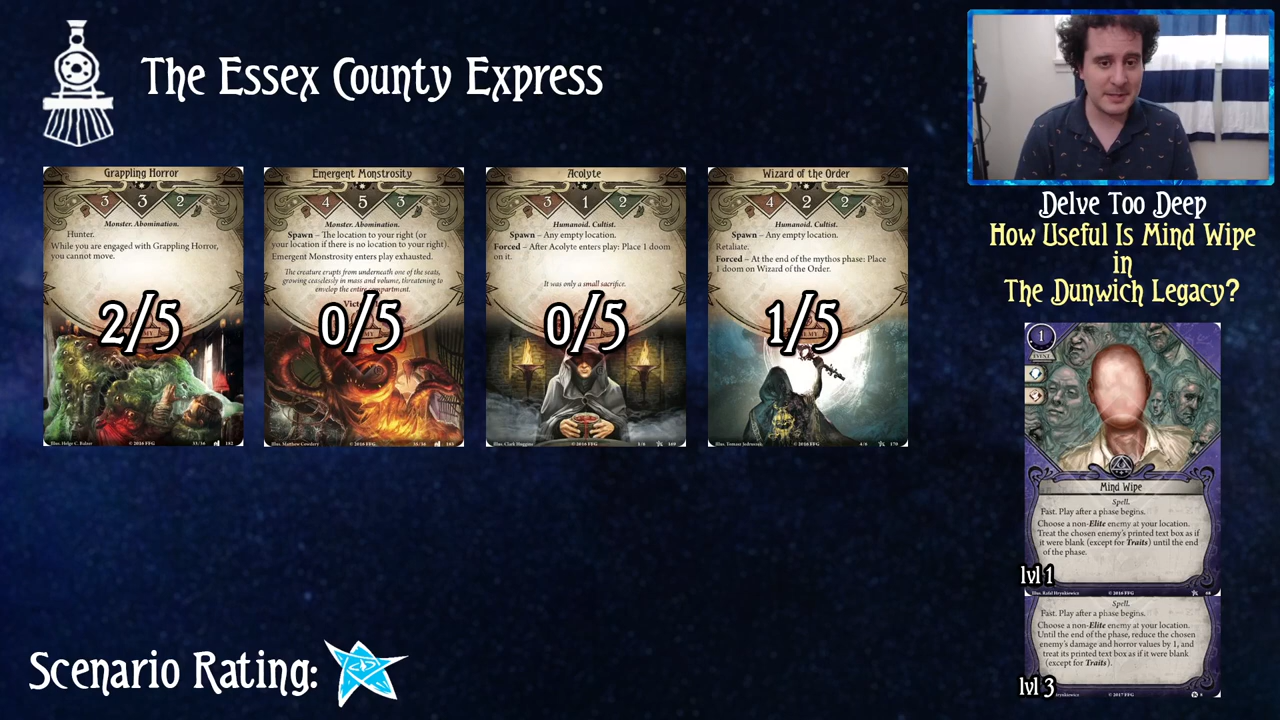 The Essex County Express
Grappling Horror
3 3 2
Monster. Abomination.
Hunter.
While you are engaged with Grappling Horror,
you cannot move.
2/5
Emergent Monstrosity
4 5 3
Monster. Abomination.
Spawn – The location to your right (or
your location if there is no location to your right)
Emergent Monstrosity enters play exhausted.
The creature erupts from underneath one of the seats,
growing ceaselessly in mass and volume, threatening to
envelop the entire compartment.
0/5
Acolyte
3 1 2
Humanoid. Cultist.
Spawn – Any empty location.
Forced – After Acolyte enters play: Place 1 doom
on it.
It was only a small sacrifice.
0/5
Wizard of the Order
4 2 2
Humanoid. Cultist.
Spawn – Any empty location.
Retaliate.
Forced – At the end of the mythos phase: Place
1 doom on Wizard of the Order.
1/5
Scenario Rating:
Delve Too Deep
How Useful Is Mind Wipe
in
The Dunwich Legacy?
1
Mind Wipe
Spell.
Fast. Play after a phase begins.
Choose a non-Elite enemy at your location.
Treat the chosen enemy's printed text box as if
it were blank (except for Traits) until the end
of the phase.
lvl 1
Spell.
Fast. Play after a phase begins.
Choose a non-Elite enemy at your location.
Until the end of the phase, reduce the chosen
enemy's damage and horror values by 1, and
treat its printed text box as if it were blank
(except for Traits).
lvl 3